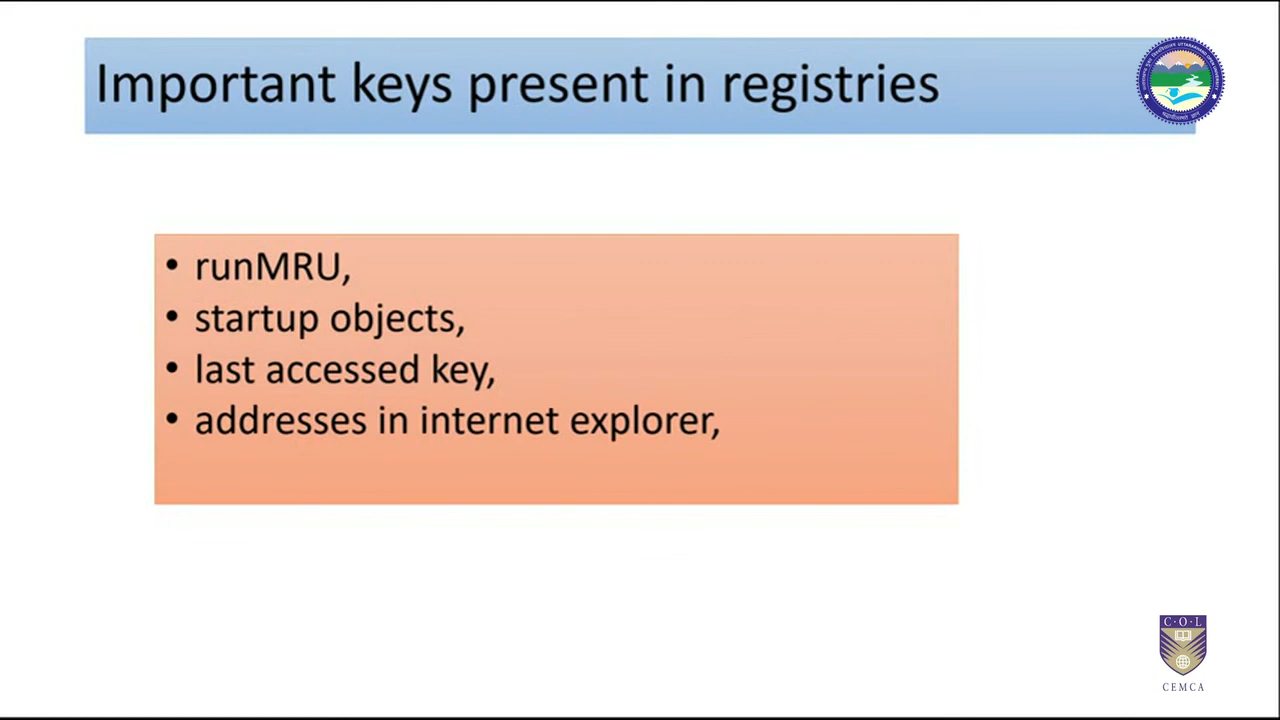 Important keys present in registries
• runMRU,
• startup objects,
• last accessed key,
• addresses in internet explorer,
C·O·L
CEMCA